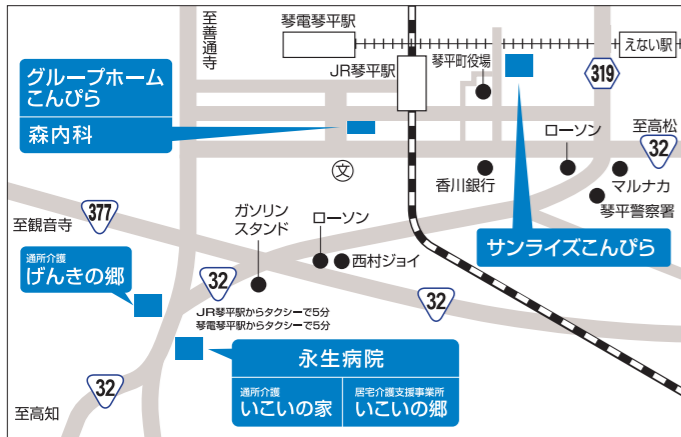 至善通寺
琴電琴平駅
えない駅
JR琴平駅
琴平町役場
319
グループホーム
こんぴら
森内科
ローソン
至高松
32
文
香川銀行
マルナカ
琴平警察署
377
至観音寺
ガソリン
スタンド
ローソン
西村ジョイ
サンライズこんぴら
通所介護
げんきの郷
32
JR琴平駅からタクシーで5分
琴電琴平駅からタクシーで5分
32
永生病院
通所介護
いこいの家
居宅介護支援事業所
いこいの郷
32
至高知